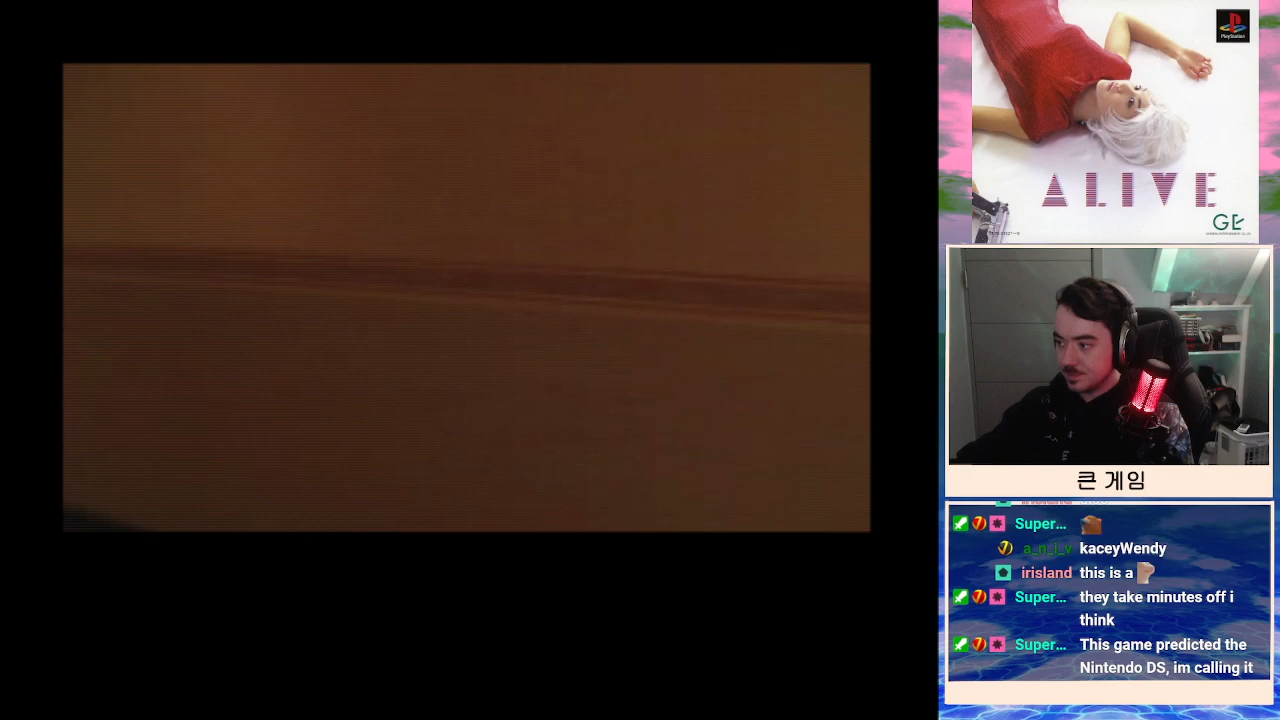 PlayStation
ALIVE
GE
큰 게임
Super...
a_n_i_v kaceyWendy
irisland this is a
Super... they take minutes off i
think
Super... This game predicted the
Nintendo DS, im calling it